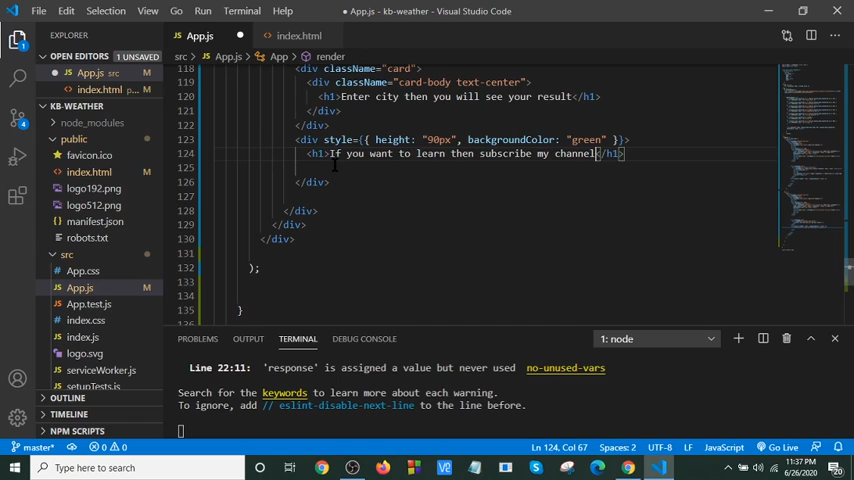 File Edit Selection View Go Run Terminal Help ● App.js - kb-weather - Visual Studio Code
EXPLORER
OPEN EDITORS 1 UNSAVED
● JS App.js src M
index.html p... M
KB-WEATHER
node_modules
public
favicon.ico
index.html M
logo192.png
logo512.png
manifest.json
robots.txt
src
# App.css
JS App.js M
JS App.test.js
# index.css
JS index.js
logo.svg
JS serviceWorker.js
JS setupTests.js
OUTLINE
TIMELINE
NPM SCRIPTS
JS App.js ● index.html
src > JS App.js > App > render
118 <div className="card">
119 <div className="card-body text-center">
120 <h1>Enter city then you will see your result</h1>
121 </div>
122 </div>
123 <div style={{ height: "90px", backgroundColor: "green" }}>
124 <h1>If you want to learn then subscribe my channel</h1>
125
126 </div>
127
128 </div>
129 </div>
130 </div>
131
132 );
133
134
135 }
136
PROBLEMS OUTPUT TERMINAL DEBUG CONSOLE 1: node
Line 22:11: 'response' is assigned a value but never used no-unused-vars
Search for the keywords to learn more about each warning.
To ignore, add // eslint-disable-next-line to the line before.
master* 0 0 Ln 124, Col 67 Spaces: 2 UTF-8 LF JavaScript Go Live
Type here to search
11:37 PM
6/26/2020
20